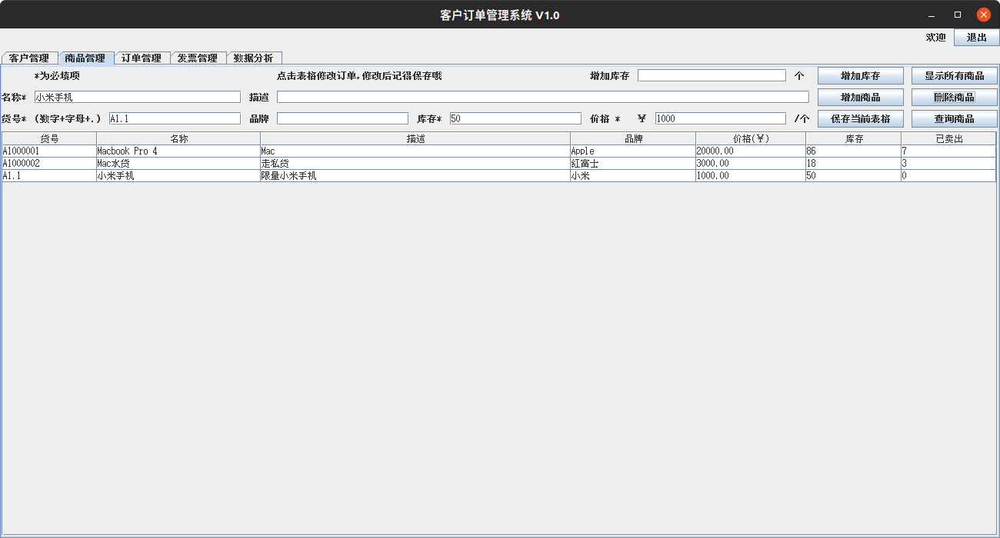 客户订单管理系统 V1.0
欢迎 退出
客户管理 商品管理 订单管理 发票管理 数据分析
*为必填项 点击表格修改订单,修改后记得保存哦 增加库存 个 增加库存 显示所有商品
名称* 小米手机 描述 增加商品 删除商品
货号* (数字+字母+.) A1.1 品牌 库存* 50 价格 * ¥ 1000 /个 保存当前表格 查询商品
货号 名称 描述 品牌 价格(¥) 库存 已卖出
A1000001 Macbook Pro 4 Mac Apple 20000.00 86 7
A1000002 Mac水货 走私货 红富士 3000.00 18 3
A1.1 小米手机 限量小米手机 小米 1000.00 50 0